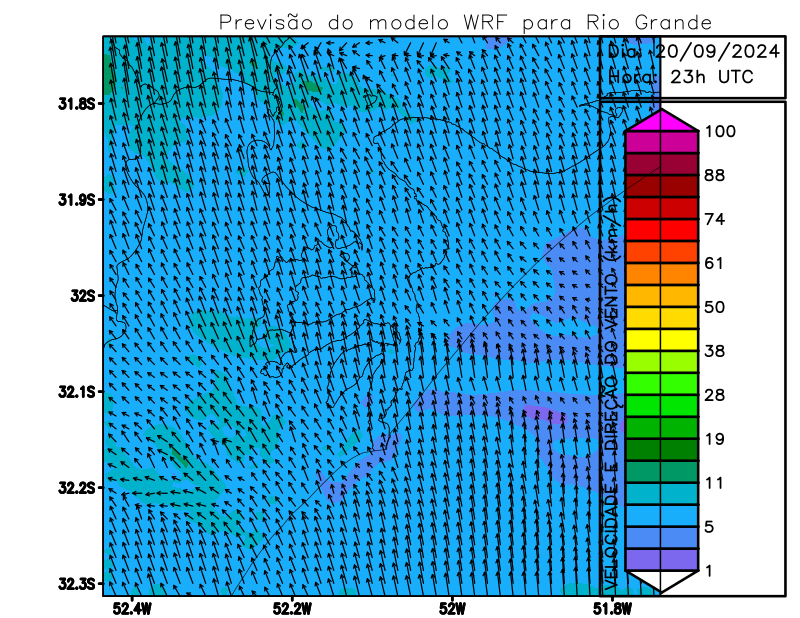 Previsão do modelo WRF para Rio Grande
Dia: 20/09/2024
Hora: 23h UTC
31.8S
31.9S
32S
32.1S
32.2S
32.3S
52.4W
52.2W
52W
51.8W
VELOCIDADE E DIREÇÃO DO VENTO (km/h)
100
88
74
61
50
38
28
19
11
5
1